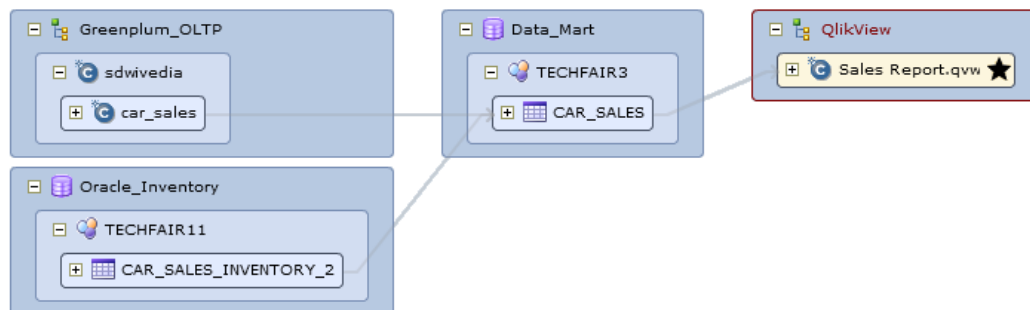 Greenplum_OLTP
sdwivedia
car_sales
Oracle_Inventory
TECHFAIR11
CAR_SALES_INVENTORY_2
Data_Mart
TECHFAIR3
CAR_SALES
QlikView
Sales Report.qvw